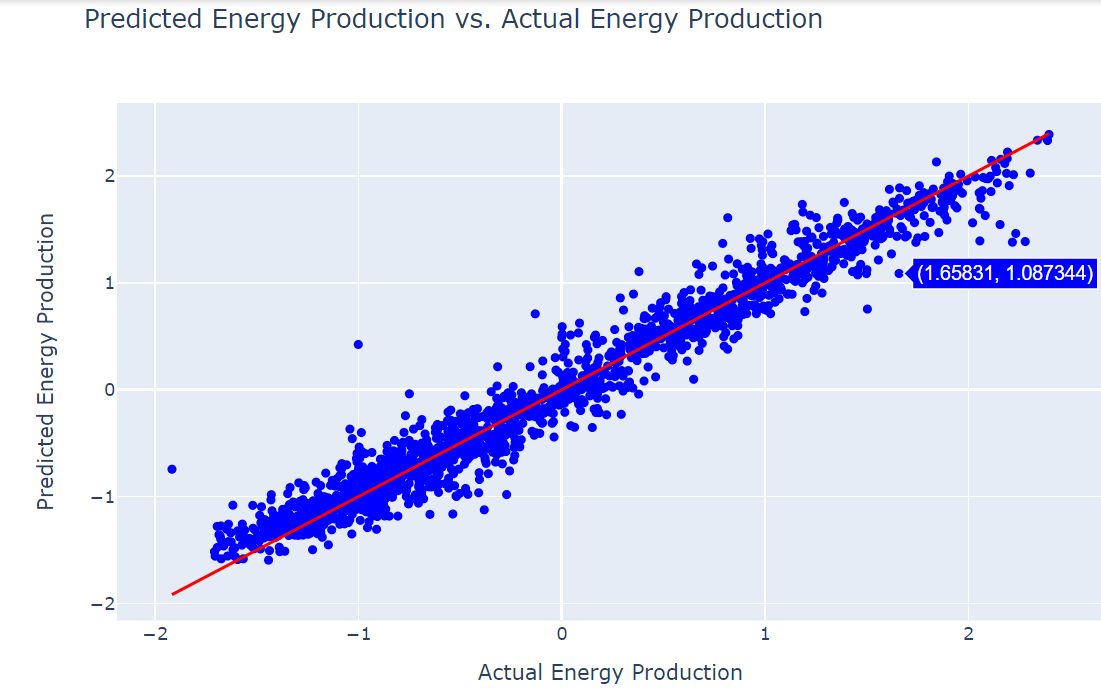 Predicted Energy Production vs. Actual Energy Production
Predicted Energy Production
2
1
0
−1
−2
(1.65831, 1.087344)
−2 −1 0 1 2
Actual Energy Production